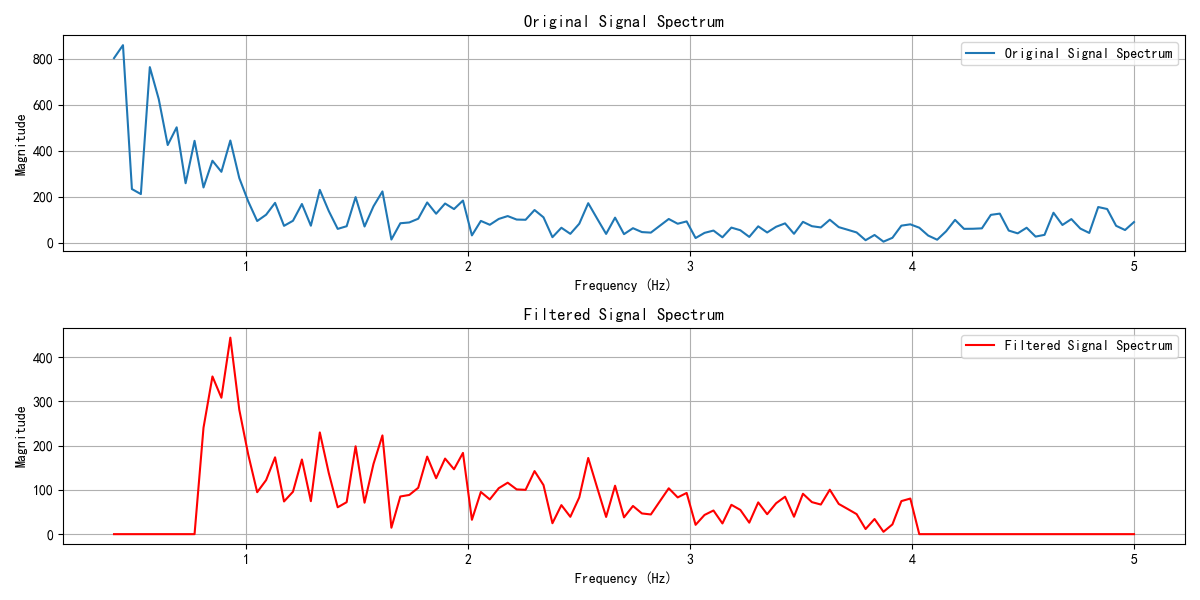 Original Signal Spectrum
Original Signal Spectrum
Magnitude
800
600
400
200
0
1 2 3 4 5
Frequency (Hz)
Filtered Signal Spectrum
Filtered Signal Spectrum
Magnitude
400
300
200
100
0
1 2 3 4 5
Frequency (Hz)